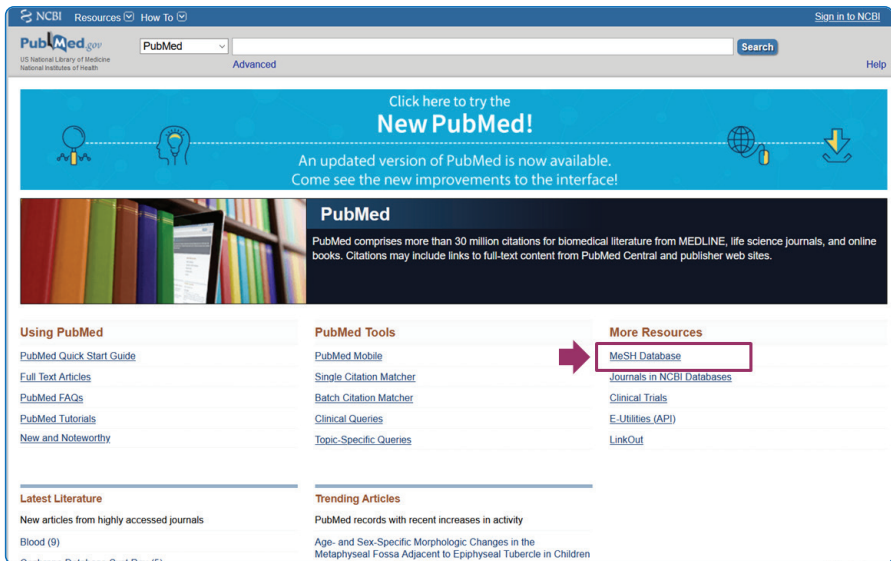 NCBI Resources How To Sign in to NCBI
PubMed.gov
US National Library of Medicine
National Institutes of Health
PubMed
Search
Advanced
Help
Click here to try the
New PubMed!
An updated version of PubMed is now available.
Come see the new improvements to the interface!
PubMed
PubMed comprises more than 30 million citations for biomedical literature from MEDLINE, life science journals, and online
books. Citations may include links to full-text content from PubMed Central and publisher web sites.
Using PubMed
PubMed Quick Start Guide
Full Text Articles
PubMed FAQs
PubMed Tutorials
New and Noteworthy
PubMed Tools
PubMed Mobile
Single Citation Matcher
Batch Citation Matcher
Clinical Queries
Topic-Specific Queries
More Resources
MeSH Database
Journals in NCBI Databases
Clinical Trials
E-Utilities (API)
LinkOut
Latest Literature
New articles from highly accessed journals
Blood (9)
Trending Articles
PubMed records with recent increases in activity
Age- and Sex-Specific Morphologic Changes in the
Metaphyseal Fossa Adjacent to Epiphyseal Tubercle in Children